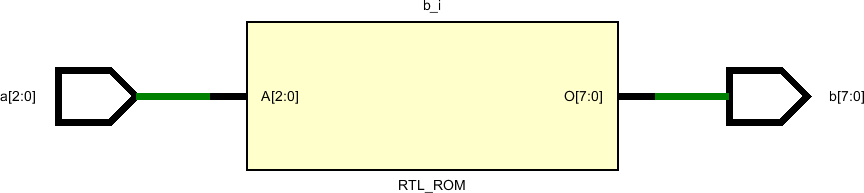 b_i
a[2:0]
A[2:0]
O[7:0]
b[7:0]
RTL_ROM